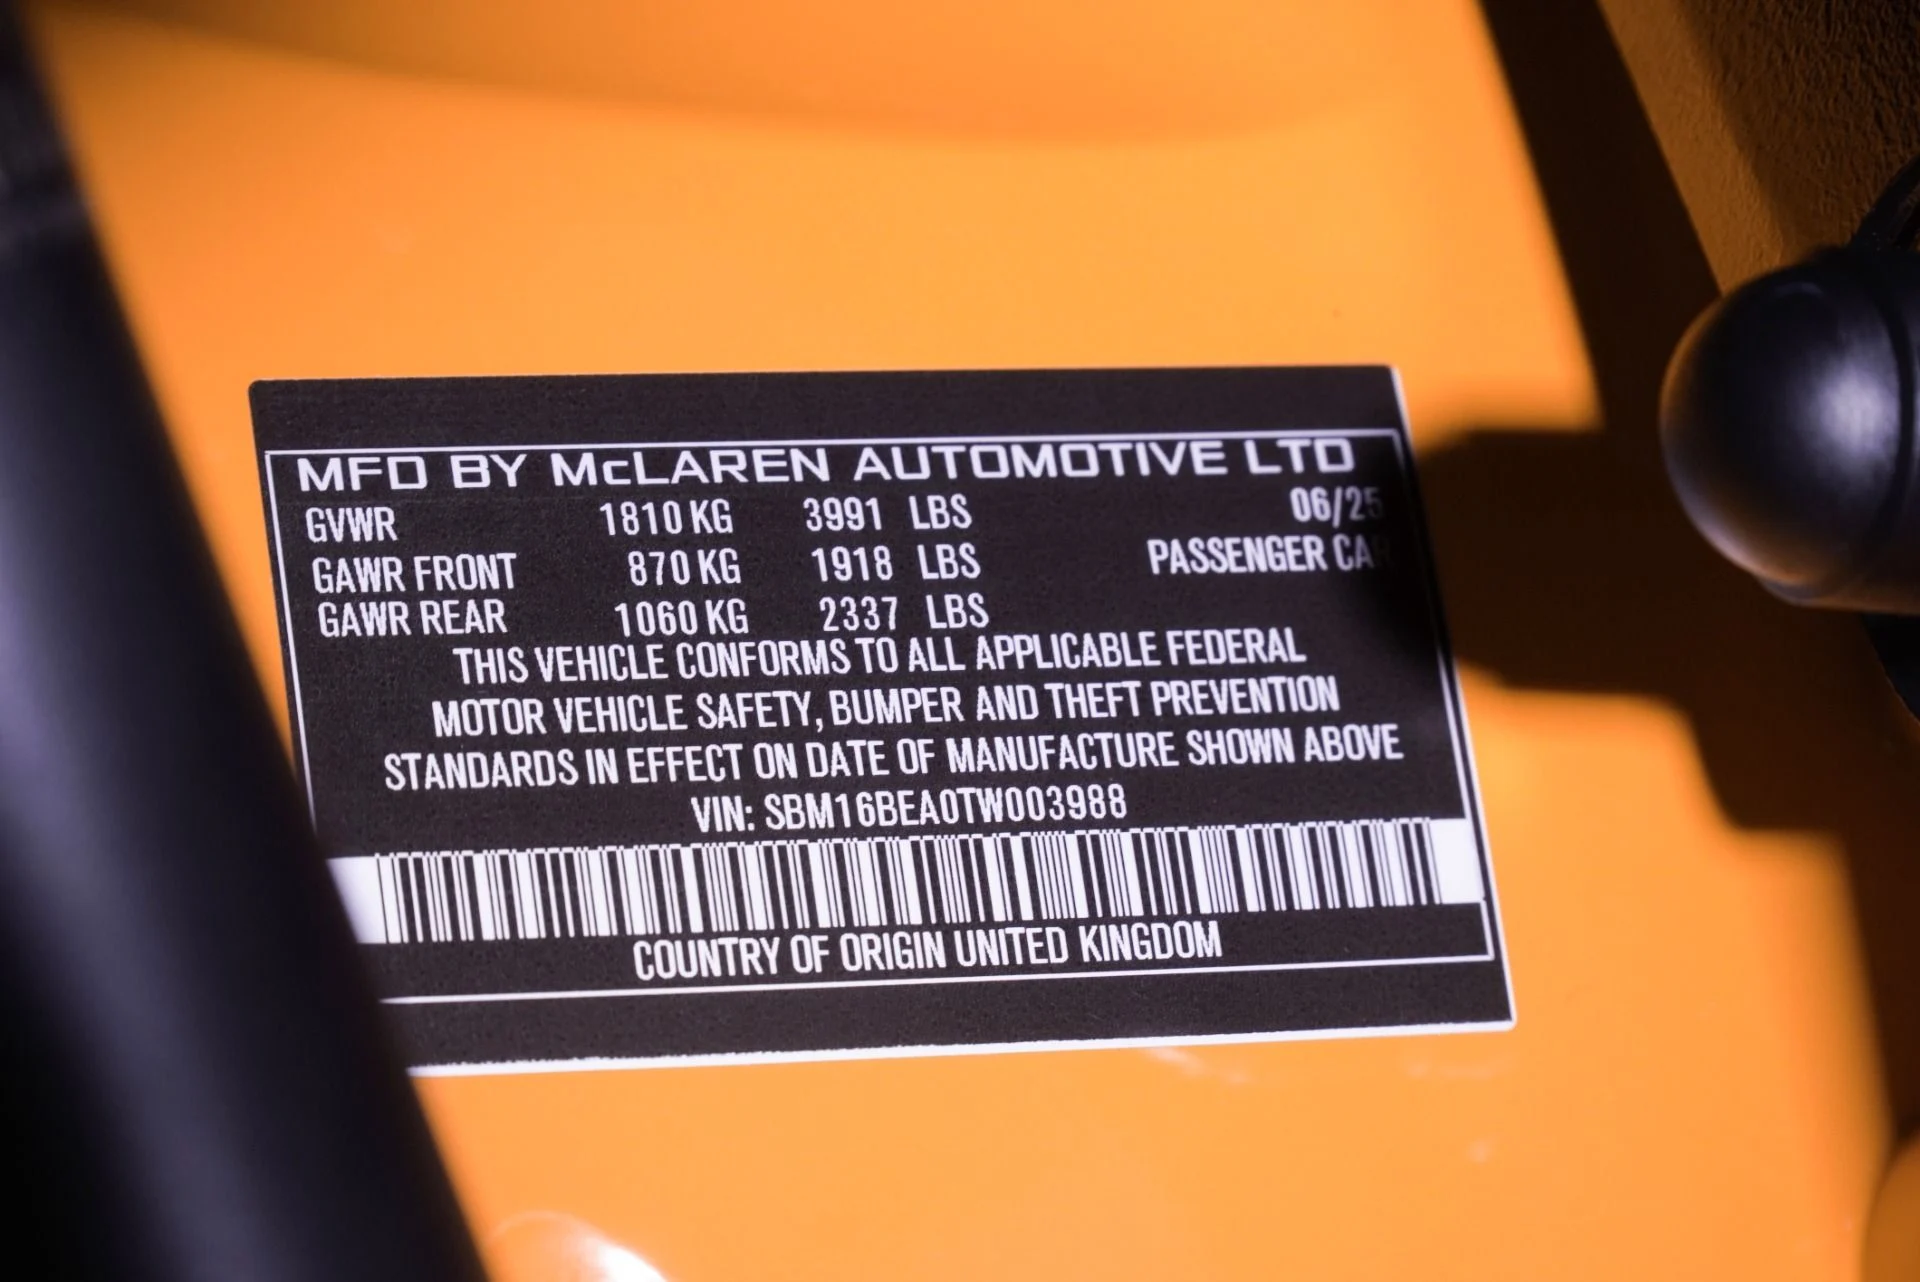 MFD BY McLAREN AUTOMOTIVE LTD
GVWR 1810 KG 3991 LBS 06/25
GAWR FRONT 870 KG 1918 LBS PASSENGER CAR
GAWR REAR 1060 KG 2337 LBS
THIS VEHICLE CONFORMS TO ALL APPLICABLE FEDERAL
MOTOR VEHICLE SAFETY, BUMPER AND THEFT PREVENTION
STANDARDS IN EFFECT ON DATE OF MANUFACTURE SHOWN ABOVE
VIN: SBM16BEA0TW003988
COUNTRY OF ORIGIN UNITED KINGDOM